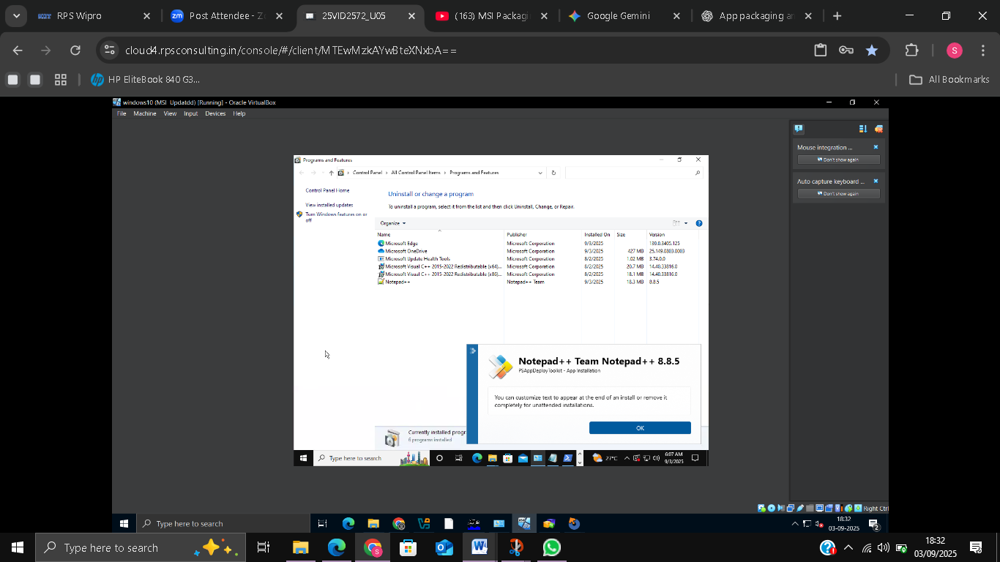 RPS Wipro
Post Attendee - Z
25VID2572_U05
(163) MSI Packagi
Google Gemini
App packaging a
cloud4.rpsconsulting.in/console/#/client/MTEwMzkAYwBteXNxbA==
S
HP EliteBook 840 G3...
All Bookmarks
windows10 (MSI Updatdd) [Running] - Oracle VirtualBox
File Machine View Input Devices Help
Mouse integration ...
Don't show again
Auto capture keyboard ...
Don't show again
Programs and Features
Control Panel > All Control Panel Items > Programs and Features
Control Panel Home
View installed updates
Turn Windows features on or
off
Uninstall or change a program
To uninstall a program, select it from the list and then click Uninstall, Change, or Repair.
Organize
Name Publisher Installed On Size Version
Microsoft Edge Microsoft Corporation 9/3/2025 139.0.3405.125
Microsoft OneDrive Microsoft Corporation 9/3/2025 427 MB 25.149.0803.0003
Microsoft Update Health Tools Microsoft Corporation 8/2/2025 1.02 MB 3.74.0.0
Microsoft Visual C++ 2015-2022 Redistributable (x64)... Microsoft Corporation 8/2/2025 20.7 MB 14.40.33816.0
Microsoft Visual C++ 2015-2022 Redistributable (x86)... Microsoft Corporation 8/2/2025 18.1 MB 14.40.33816.0
Notepad++ Notepad++ Team 9/3/2025 18.3 MB 8.8.5
Notepad++ Team Notepad++ 8.8.5
PSAppDeployToolkit - App Installation
You can customize text to appear at the end of an install or remove it
completely for unattended installations.
OK
Currently installed progr
6 programs installed
Type here to search
27°C
6:07 AM
9/3/2025
Right Ctrl
Type here to search
18:32
03-09-2025
2
Type here to search
18:32
03/09/2025